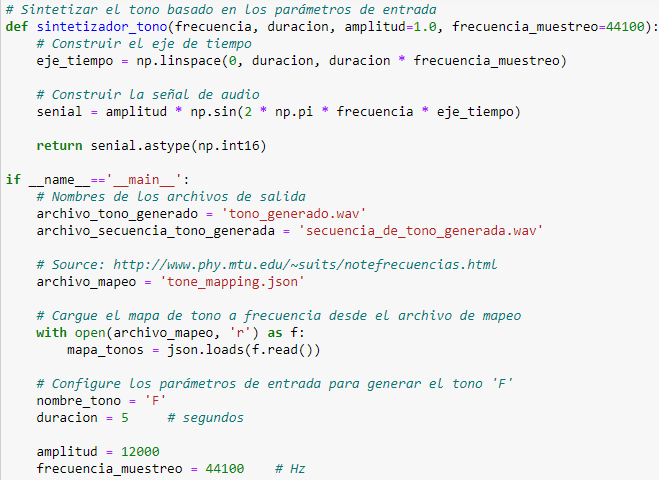 # Sintetizar el tono basado en los parámetros de entrada
def sintetizador_tono(frecuencia, duracion, amplitud=1.0, frecuencia_muestreo=44100):
    # Construir el eje de tiempo
    eje_tiempo = np.linspace(0, duracion, duracion * frecuencia_muestreo)

    # Construir la señal de audio
    senial = amplitud * np.sin(2 * np.pi * frecuencia * eje_tiempo)

    return senial.astype(np.int16)

if __name__=='__main__':
    # Nombres de los archivos de salida
    archivo_tono_generado = 'tono_generado.wav'
    archivo_secuencia_tono_generada = 'secuencia_de_tono_generada.wav'

    # Source: http://www.phy.mtu.edu/~suits/notefrecuencias.html
    archivo_mapeo = 'tone_mapping.json'

    # Cargue el mapa de tono a frecuencia desde el archivo de mapeo
    with open(archivo_mapeo, 'r') as f:
        mapa_tonos = json.loads(f.read())

    # Configure los parámetros de entrada para generar el tono 'F'
    nombre_tono = 'F'
    duracion = 5     # segundos

    amplitud = 12000
    frecuencia_muestreo = 44100    # Hz